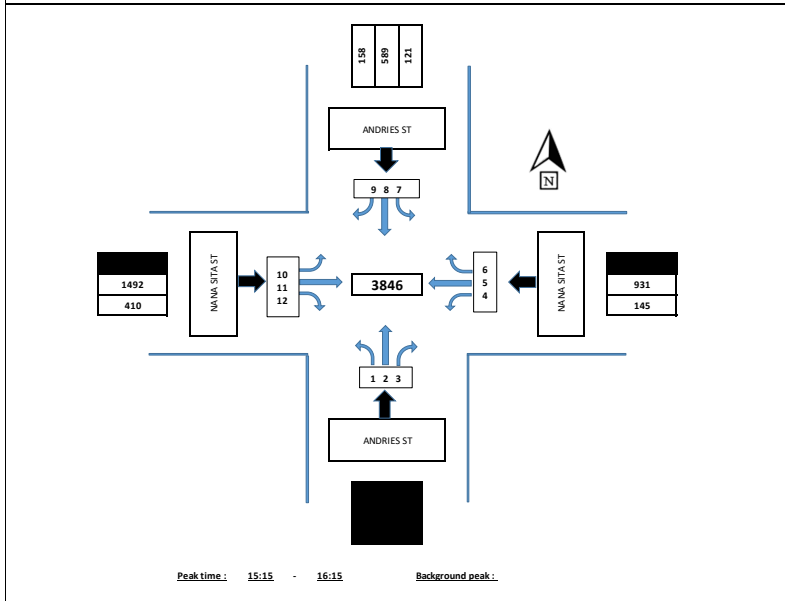 158 589 121
ANDRIES ST
9 8 7
N
NANA SITA ST
1492
410
10
11
12
3846
6
5
4
NANA SITA ST
931
145
1 2 3
ANDRIES ST
Peak time : 15:15 - 16:15 Background peak :